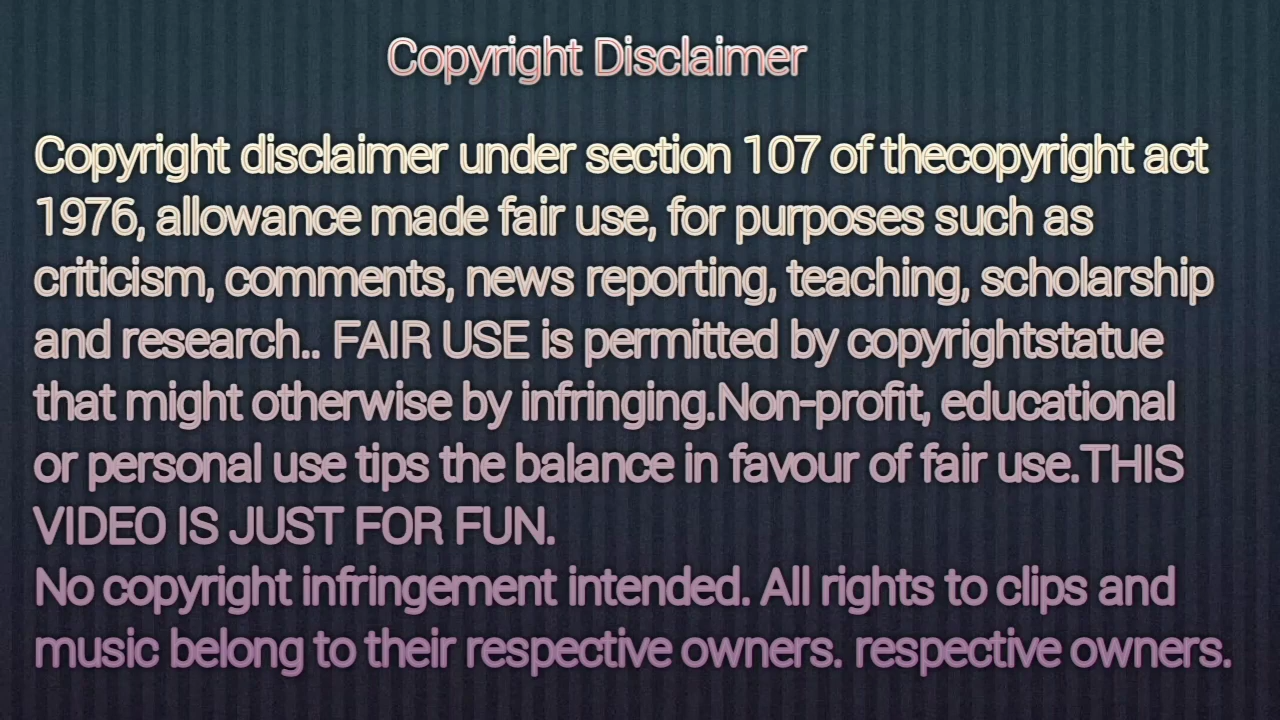 Copyright Disclaimer
Copyright disclaimer under section 107 of thecopyright act
1976, allowance made fair use, for purposes such as
criticism, comments, news reporting, teaching, scholarship
and research.. FAIR USE is permitted by copyrightstatue
that might otherwise by infringing.Non-profit, educational
or personal use tips the balance in favour of fair use.THIS
VIDEO IS JUST FOR FUN.
No copyright infringement intended. All rights to clips and
music belong to their respective owners. respective owners.